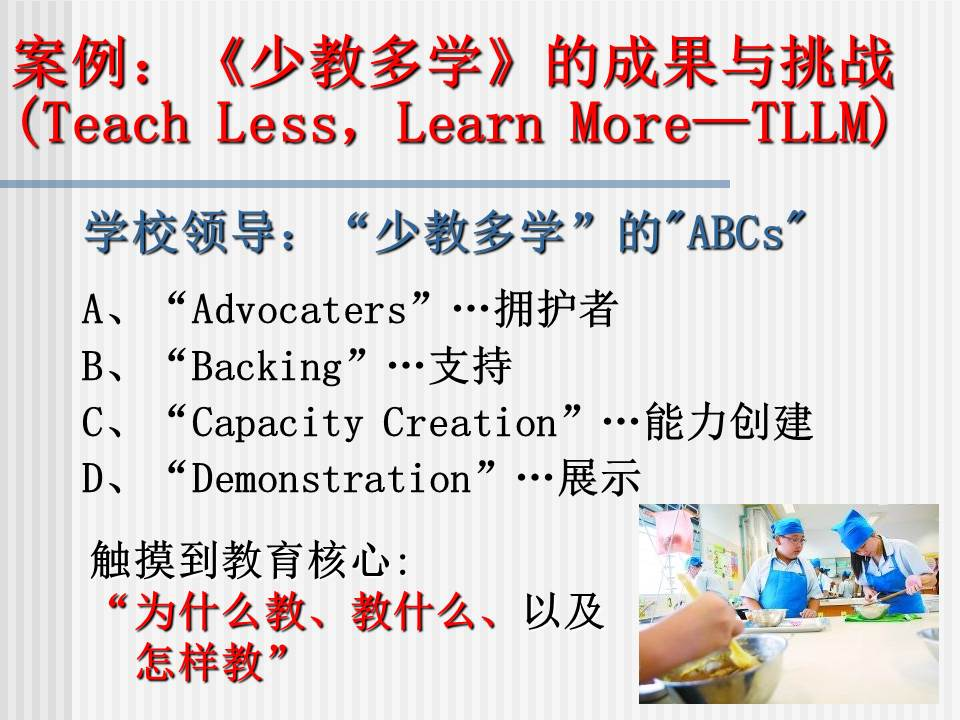 案例：《少教多学》的成果与挑战
(Teach Less, Learn More—TLLM)
学校领导：“少教多学”的"ABCs"
A、“Advocaters”…拥护者
B、“Backing”…支持
C、“Capacity Creation”…能力创建
D、“Demonstration”…展示
触摸到教育核心:
“为什么教、教什么、以及
怎样教”